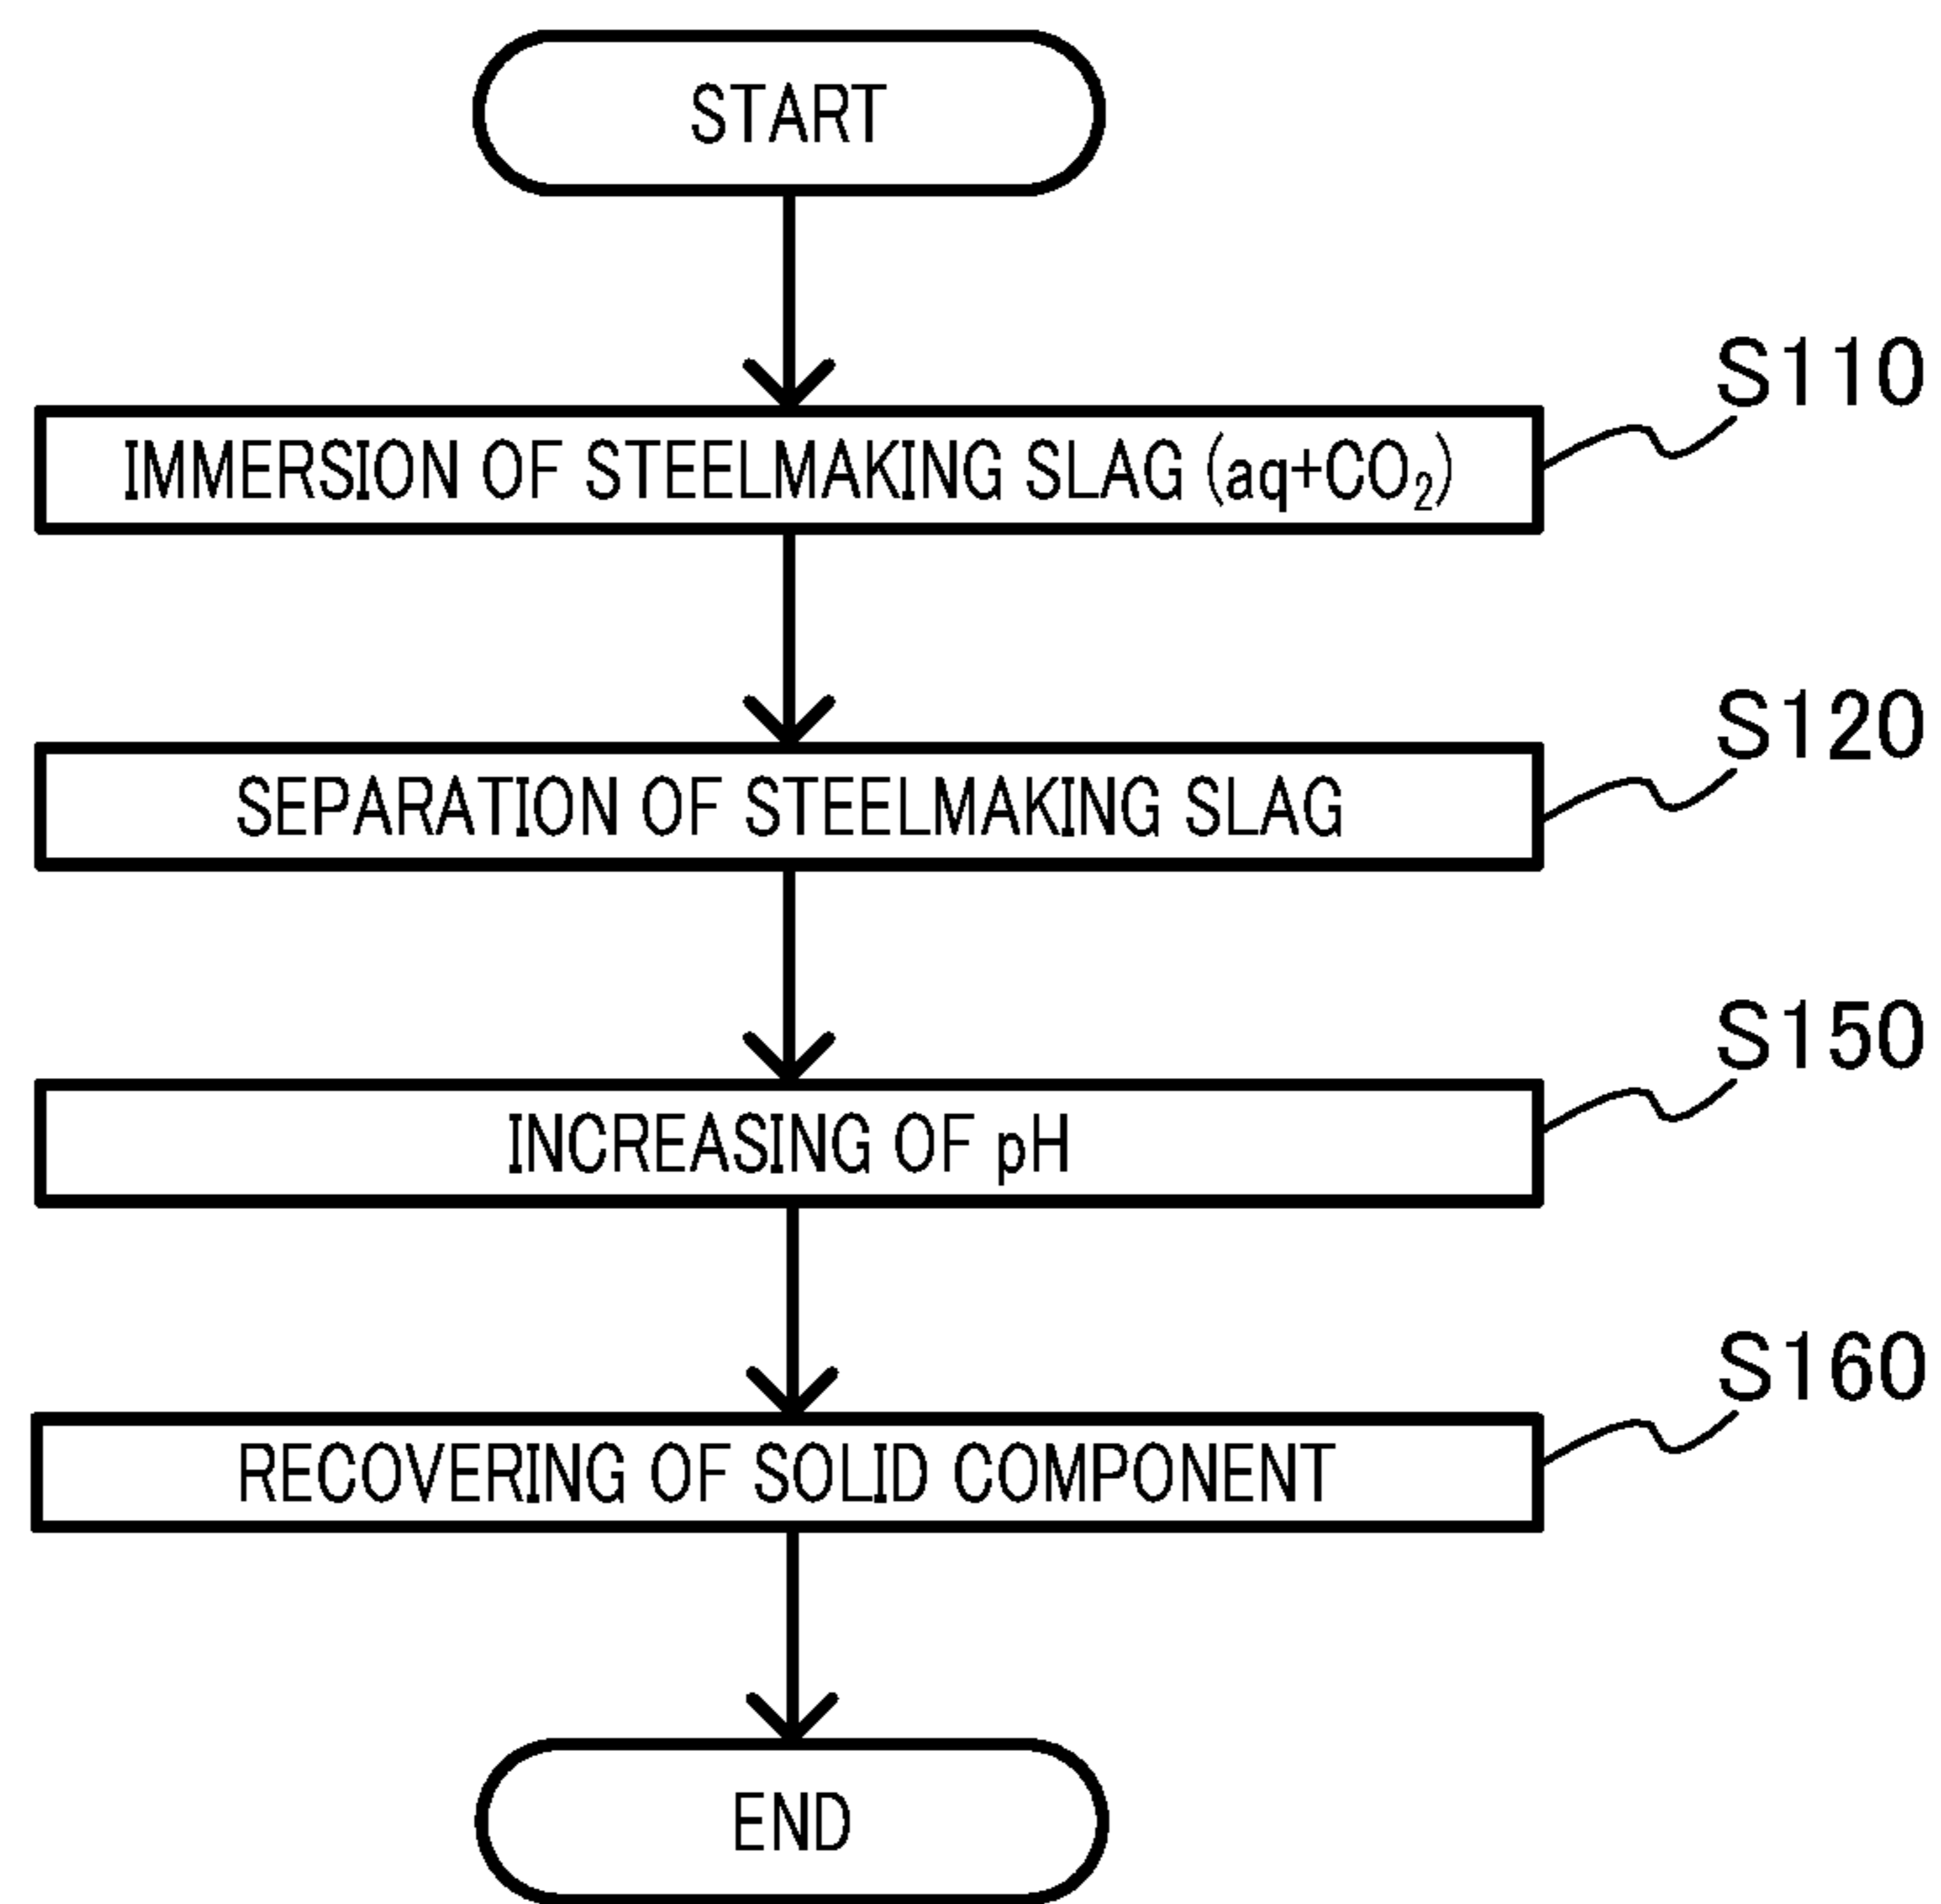 START
S110
IMMERSION OF STEELMAKING SLAG (aq+CO₂)
S120
SEPARATION OF STEELMAKING SLAG
S150
INCREASING OF pH
S160
RECOVERING OF SOLID COMPONENT
END